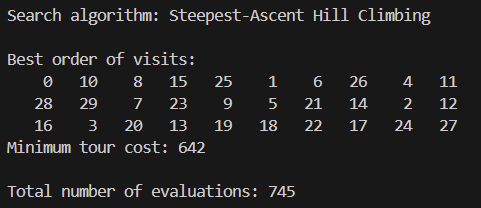 Search algorithm: Steepest-Ascent Hill Climbing
Best order of visits:
0 10 8 15 25 1 6 26 4 11
28 29 7 23 9 5 21 14 2 12
16 3 20 13 19 18 22 17 24 27
Minimum tour cost: 642
Total number of evaluations: 745